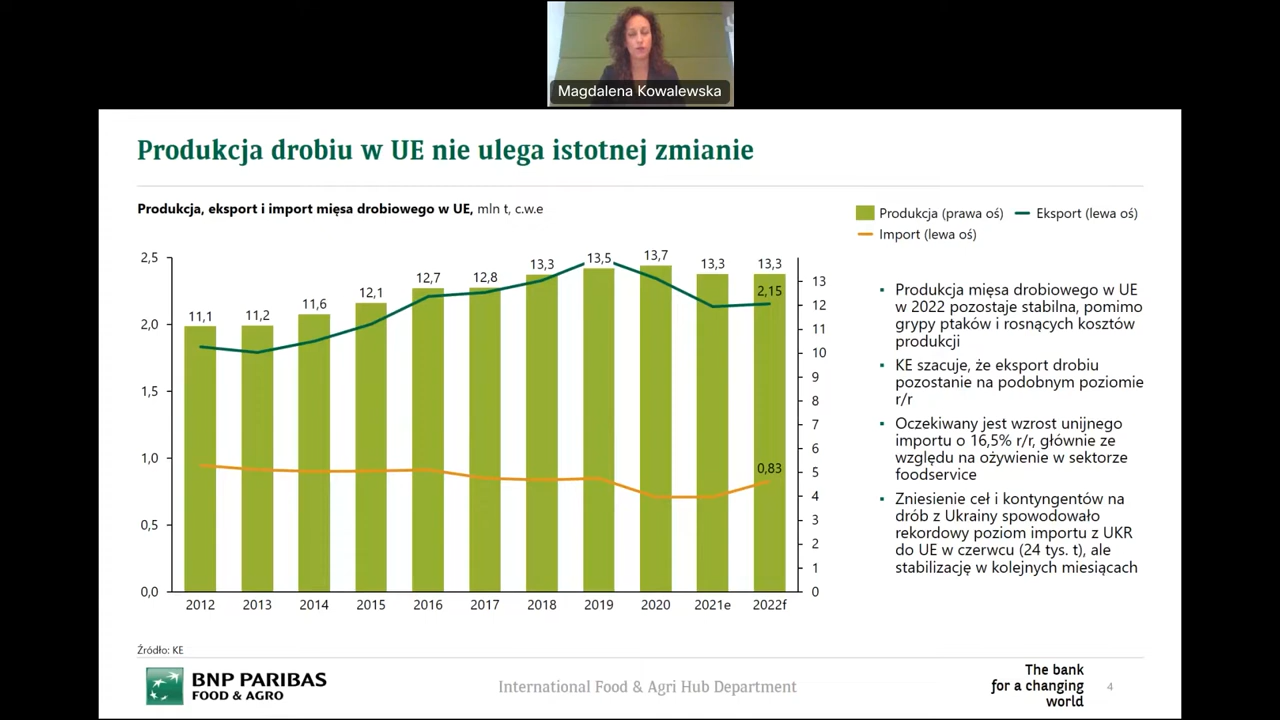 Magdalena Kowalewska
Produkcja drobiu w UE nie ulega istotnej zmianie
Produkcja, eksport i import mięsa drobiowego w UE, mln t, c.w.e
Produkcja (prawa oś) Eksport (lewa oś)
Import (lewa oś)
2,5
2,0
1,5
1,0
0,5
0,0
11,1 11,2 11,6 12,1 12,7 12,8 13,3 13,5 13,7 13,3 13,3
2,15
0,83
13
12
11
10
9
8
7
6
5
4
3
2
1
0
2012 2013 2014 2015 2016 2017 2018 2019 2020 2021e 2022f
▪ Produkcja mięsa drobiowego w UE
w 2022 pozostaje stabilna, pomimo
grypy ptaków i rosnących kosztów
produkcji
▪ KE szacuje, że eksport drobiu
pozostanie na podobnym poziomie
r/r
▪ Oczekiwany jest wzrost unijnego
importu o 16,5% r/r, głównie ze
względu na ożywienie w sektorze
foodservice
▪ Zniesienie ceł i kontyngentów na
drób z Ukrainy spowodowało
rekordowy poziom importu z UKR
do UE w czerwcu (24 tys. t), ale
stabilizację w kolejnych miesiącach
Źródło: KE
BNP PARIBAS
FOOD & AGRO
International Food & Agri Hub Department
The bank
for a changing
world
4